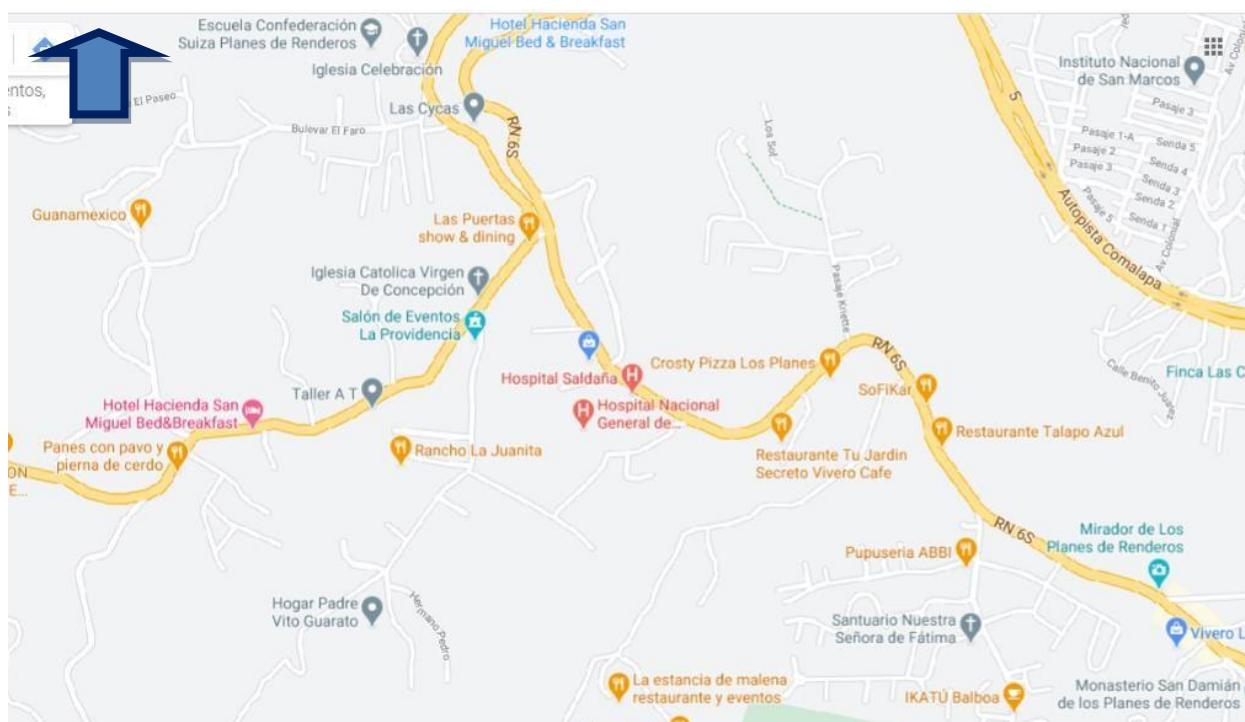 Escuela Confederación
Suiza Planes de Renderos
Hotel Hacienda San
Miguel Bed & Breakfast
Iglesia Celebración
Instituto Nacional
de San Marcos
Av Colonial
entos,
El Paseo
Las Cycas
Bulevar El Faro
RN 6S
Los Sol
S
Pasaje 3
Pasaje 1-A
Senda 5
Pasaje 2
Senda 4
Pasaje 3
Senda 3
Senda 2
Pasaje 5
Senda 1
Av Colonial
Autopista Comalapa
Guanamexico
Las Puertas
show & dining
Iglesia Catolica Virgen
De Concepción
Pasaje Kriette
Salón de Eventos
La Providencia
RN 6S
Crosty Pizza Los Planes
Hospital Saldaña
Finca Las C
Calle Benito Juarez
SoFiKar
Taller A T
Hotel Hacienda San
Miguel Bed&Breakfast
Hospital Nacional
General de...
Restaurante Talapo Azul
Panes con pavo y
pierna de cerdo
Rancho La Juanita
Restaurante Tu Jardin
Secreto Vivero Cafe
ON
E...
RN 6S
Mirador de Los
Planes de Renderos
Pupuseria ABBI
Hogar Padre
Vito Guarato
Hermano Pedro
Santuario Nuestra
Señora de Fátima
Vivero L
La estancia de malena
restaurante y eventos
IKATÚ Balboa
Monasterio San Damián
de los Planes de Renderos